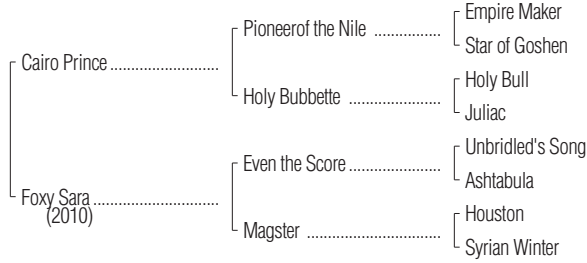 Cairo Prince
Foxy Sara
(2010)
Pioneerof the Nile
Holy Bubbette
Even the Score
Magster
Empire Maker
Star of Goshen
Holy Bull
Juliac
Unbridled's Song
Ashtabula
Houston
Syrian Winter